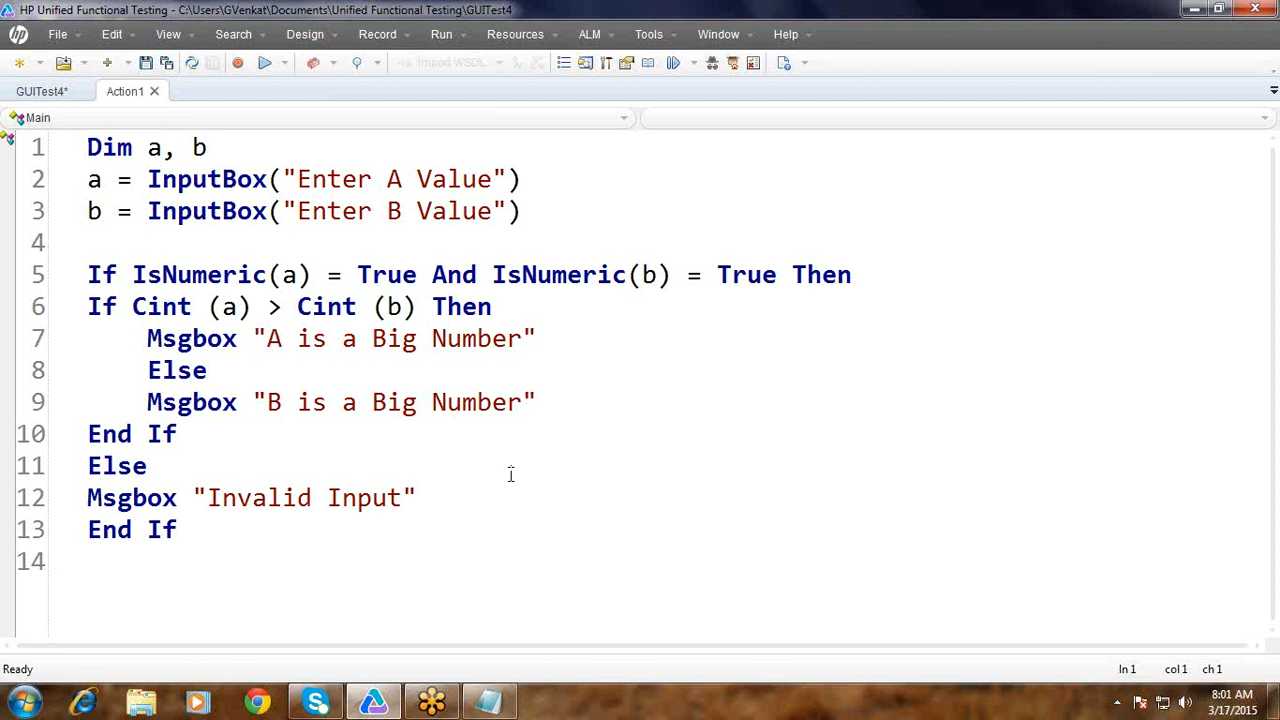 HP Unified Functional Testing - C:\Users\GVenkat\Documents\Unified Functional Testing\GUITest4
hp File Edit View Search Design Record Run Resources ALM Tools Window Help
Import WSDL...
GUITest4* Action1
Main
1 Dim a, b
2 a = InputBox("Enter A Value")
3 b = InputBox("Enter B Value")
4
5 If IsNumeric(a) = True And IsNumeric(b) = True Then
6 If Cint (a) > Cint (b) Then
7 Msgbox "A is a Big Number"
8 Else
9 Msgbox "B is a Big Number"
10 End If
11 Else
12 Msgbox "Invalid Input"
13 End If
14
Ready ln 1 col 1 ch 1
8:01 AM
3/17/2015